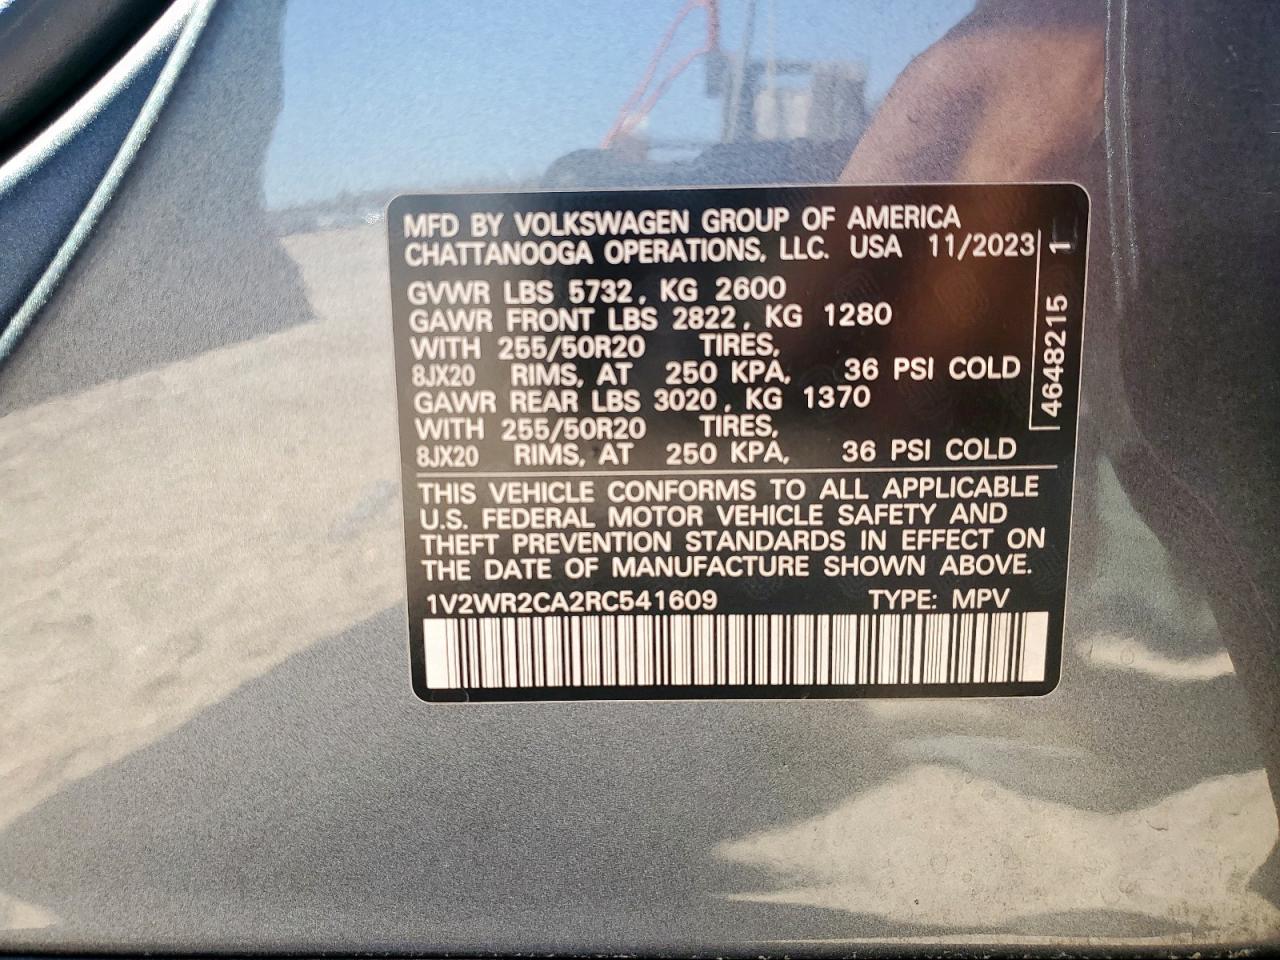 MFD BY VOLKSWAGEN GROUP OF AMERICA
CHATTANOOGA OPERATIONS, LLC. USA 11/2023
GVWR LBS 5732, KG 2600
GAWR FRONT LBS 2822, KG 1280
WITH 255/50R20 TIRES,
8JX20 RIMS, AT 250 KPA, 36 PSI COLD
GAWR REAR LBS 3020, KG 1370
WITH 255/50R20 TIRES,
8JX20 RIMS, AT 250 KPA, 36 PSI COLD
4648215 1
THIS VEHICLE CONFORMS TO ALL APPLICABLE
U.S. FEDERAL MOTOR VEHICLE SAFETY AND
THEFT PREVENTION STANDARDS IN EFFECT ON
THE DATE OF MANUFACTURE SHOWN ABOVE.
1V2WR2CA2RC541609 TYPE: MPV